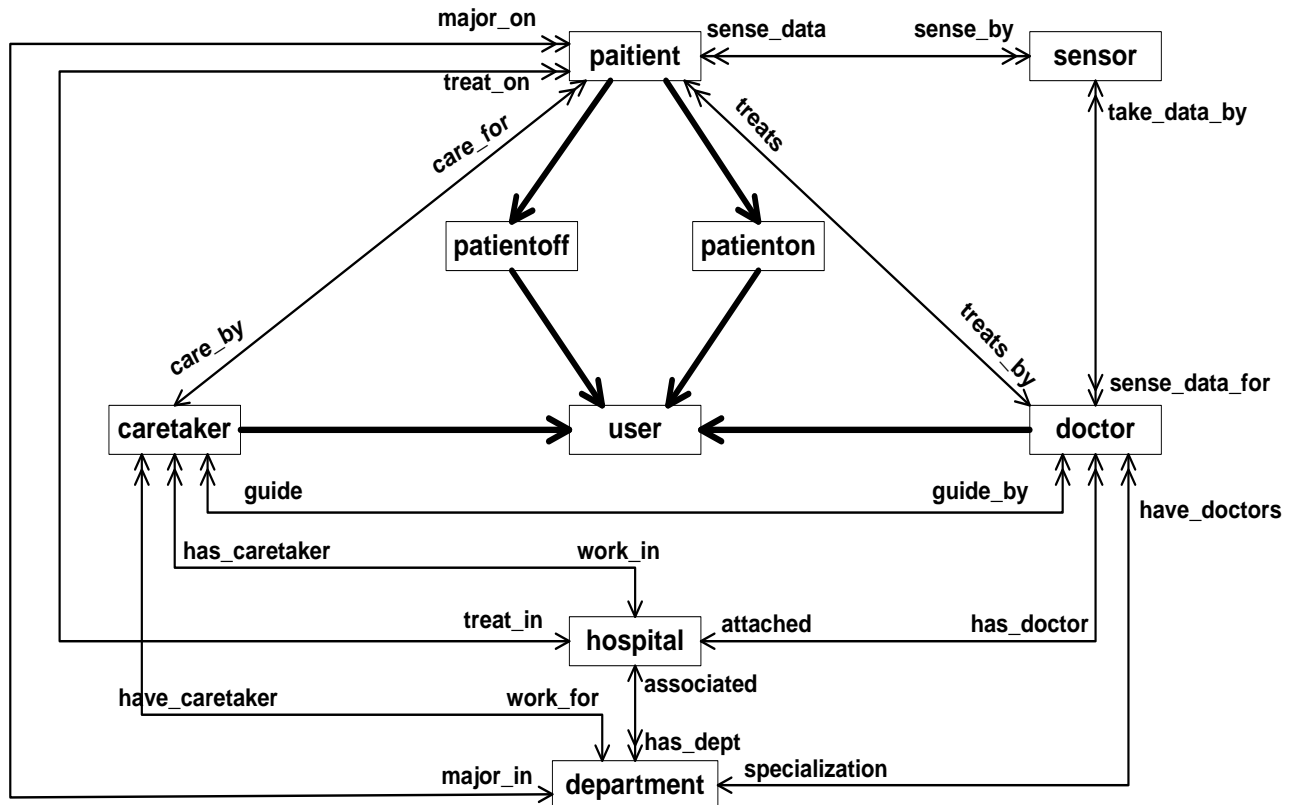 major_on
sense_data sense_by
paitient sensor
treat_on
take_data_by
care_for treats
patientoff patienton
care_by treats_by
sense_data_for
caretaker user doctor
guide guide_by
have_doctors
has_caretaker work_in
treat_in attached has_doctor
hospital
associated
have_caretaker work_for
has_dept
major_in specialization
department